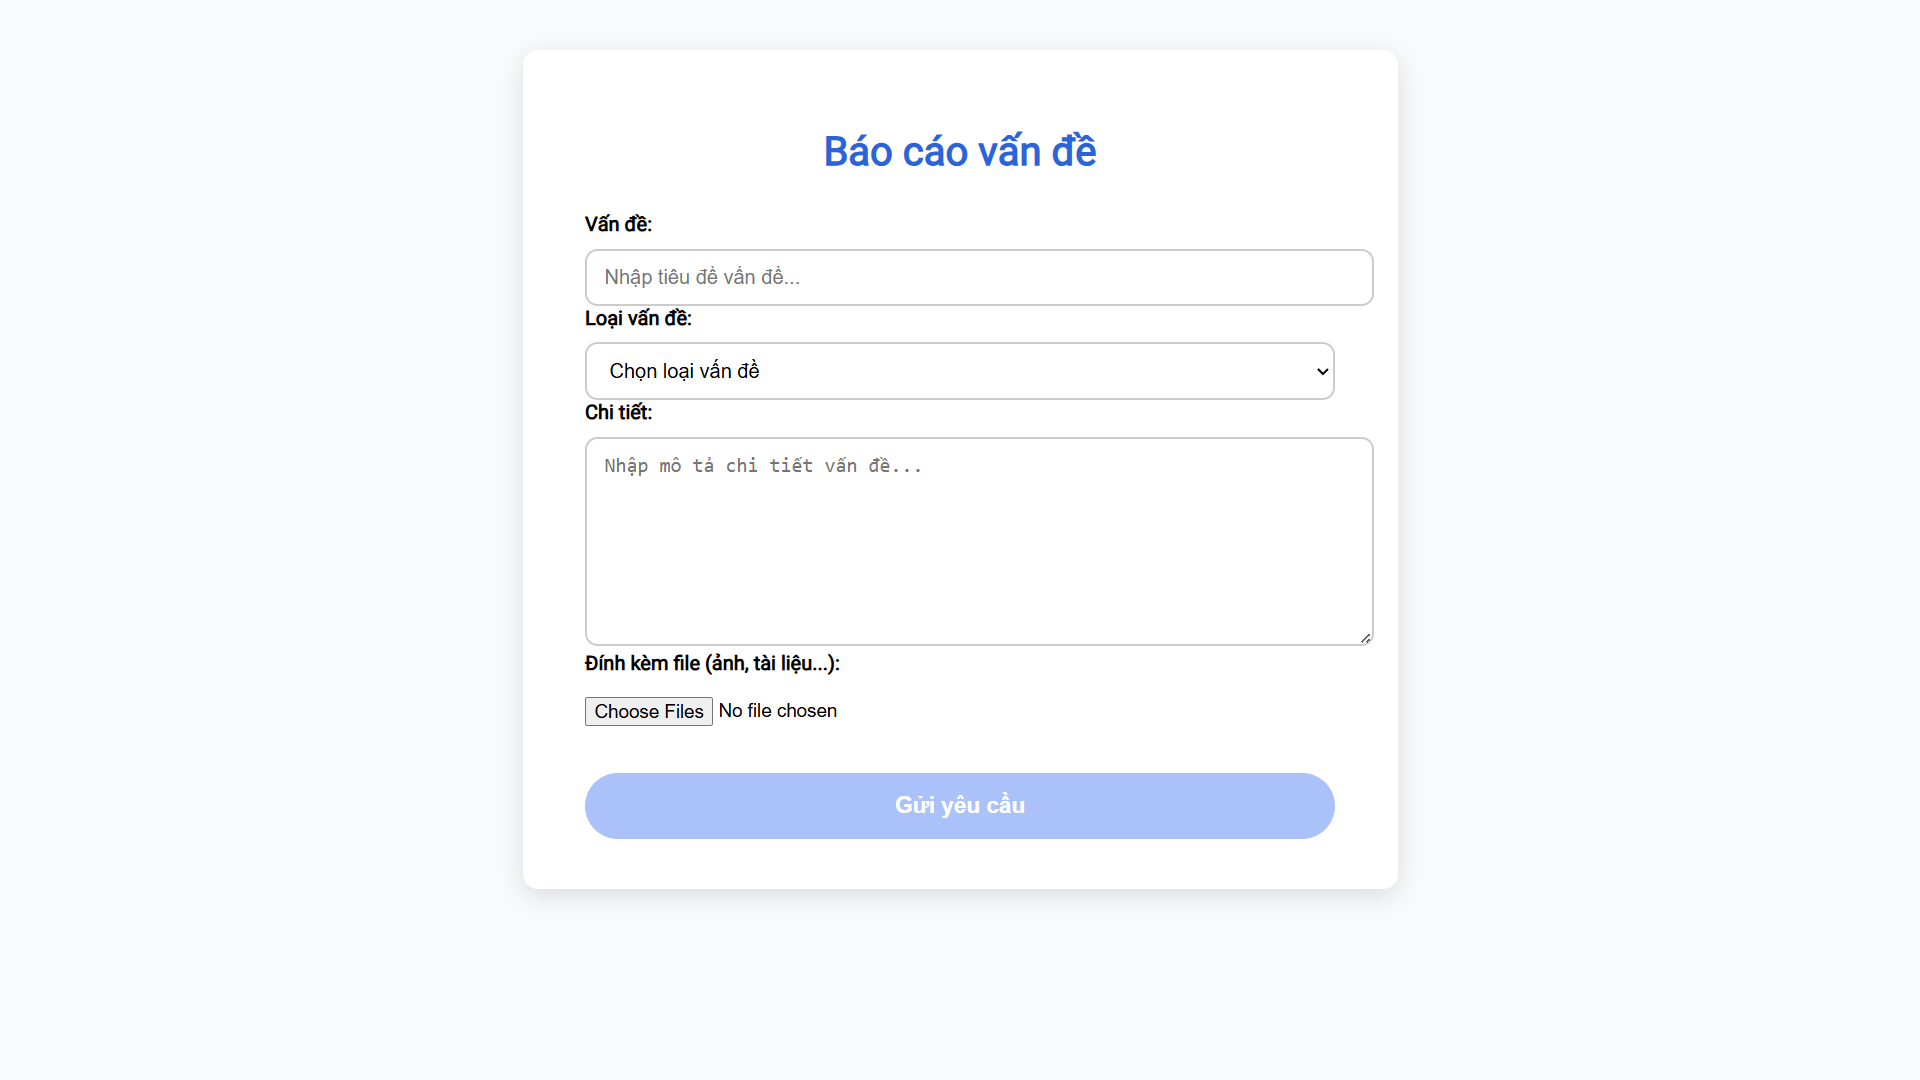 Báo cáo vấn đề
Vấn đề:
Nhập tiêu đề vấn đề...
Loại vấn đề:
Chọn loại vấn đề
Chi tiết:
Nhập mô tả chi tiết vấn đề...
Đính kèm file (ảnh, tài liệu...):
Choose Files No file chosen
Gửi yêu cầu